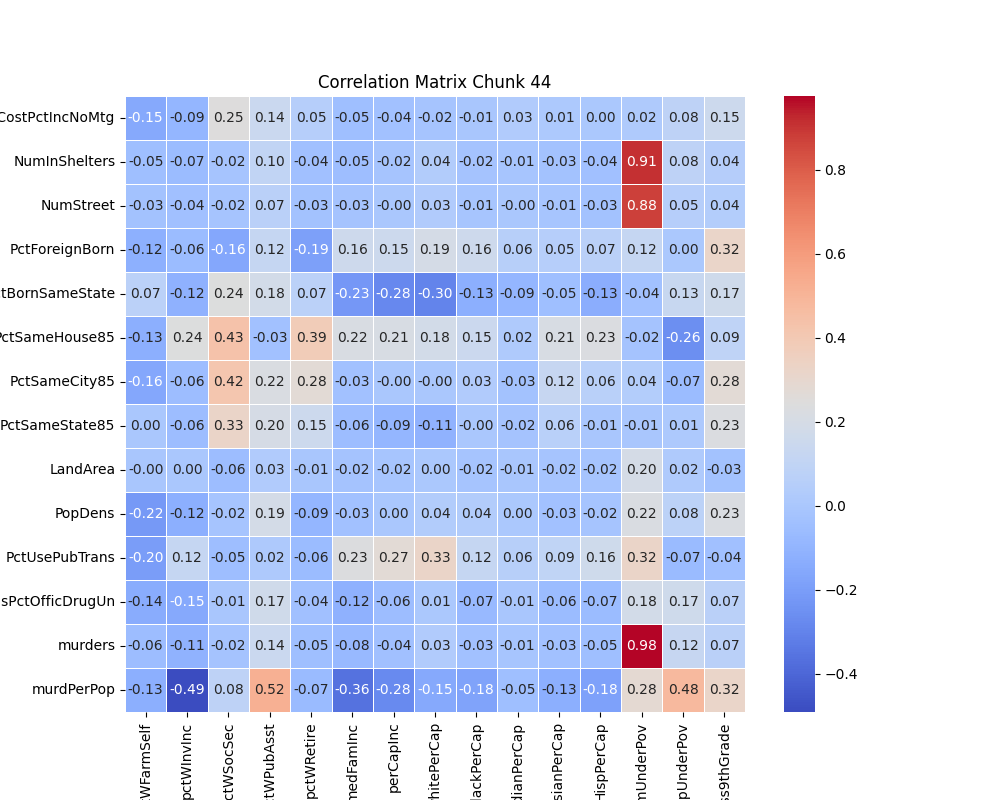 Correlation Matrix Chunk 44
CostPctIncNoMtg -0.15 -0.09 0.25 0.14 0.05 -0.05 -0.04 -0.02 -0.01 0.03 0.01 0.00 0.02 0.08 0.15
NumInShelters -0.05 -0.07 -0.02 0.10 -0.04 -0.05 -0.02 0.04 -0.02 -0.01 -0.03 -0.04 0.91 0.08 0.04
NumStreet -0.03 -0.04 -0.02 0.07 -0.03 -0.03 -0.00 0.03 -0.01 -0.00 -0.01 -0.03 0.88 0.05 0.04
PctForeignBorn -0.12 -0.06 -0.16 0.12 -0.19 0.16 0.15 0.19 0.16 0.06 0.05 0.07 0.12 0.00 0.32
tBornSameState 0.07 -0.12 0.24 0.18 0.07 -0.23 -0.28 -0.30 -0.13 -0.09 -0.05 -0.13 -0.04 0.13 0.17
PctSameHouse85 -0.13 0.24 0.43 -0.03 0.39 0.22 0.21 0.18 0.15 0.02 0.21 0.23 -0.02 -0.26 0.09
PctSameCity85 -0.16 -0.06 0.42 0.22 0.28 -0.03 -0.00 -0.00 0.03 -0.03 0.12 0.06 0.04 -0.07 0.28
PctSameState85 0.00 -0.06 0.33 0.20 0.15 -0.06 -0.09 -0.11 -0.00 -0.02 0.06 -0.01 -0.01 0.01 0.23
LandArea -0.00 0.00 -0.06 0.03 -0.01 -0.02 -0.02 0.00 -0.02 -0.01 -0.02 -0.02 0.20 0.02 -0.03
PopDens -0.22 -0.12 -0.02 0.19 -0.09 -0.03 0.00 0.04 0.04 0.00 -0.03 -0.02 0.22 0.08 0.23
PctUsePubTrans -0.20 0.12 -0.05 0.02 -0.06 0.23 0.27 0.33 0.12 0.06 0.09 0.16 0.32 -0.07 -0.04
sPctOfficDrugUn -0.14 -0.15 -0.01 0.17 -0.04 -0.12 -0.06 0.01 -0.07 -0.01 -0.06 -0.07 0.18 0.17 0.07
murders -0.06 -0.11 -0.02 0.14 -0.05 -0.08 -0.04 0.03 -0.03 -0.01 -0.03 -0.05 0.98 0.12 0.07
murdPerPop -0.13 -0.49 0.08 0.52 -0.07 -0.36 -0.28 -0.15 -0.18 -0.05 -0.13 -0.18 0.28 0.48 0.32
tWFarmSelf
pctWInvInc
ctWSocSec
ctWPubAsst
pctWRetire
medFamInc
perCapInc
hitePerCap
lackPerCap
dianPerCap
sianPerCap
HispPerCap
mUnderPov
pUnderPov
ss9thGrade
0.8
0.6
0.4
0.2
0.0
−0.2
−0.4